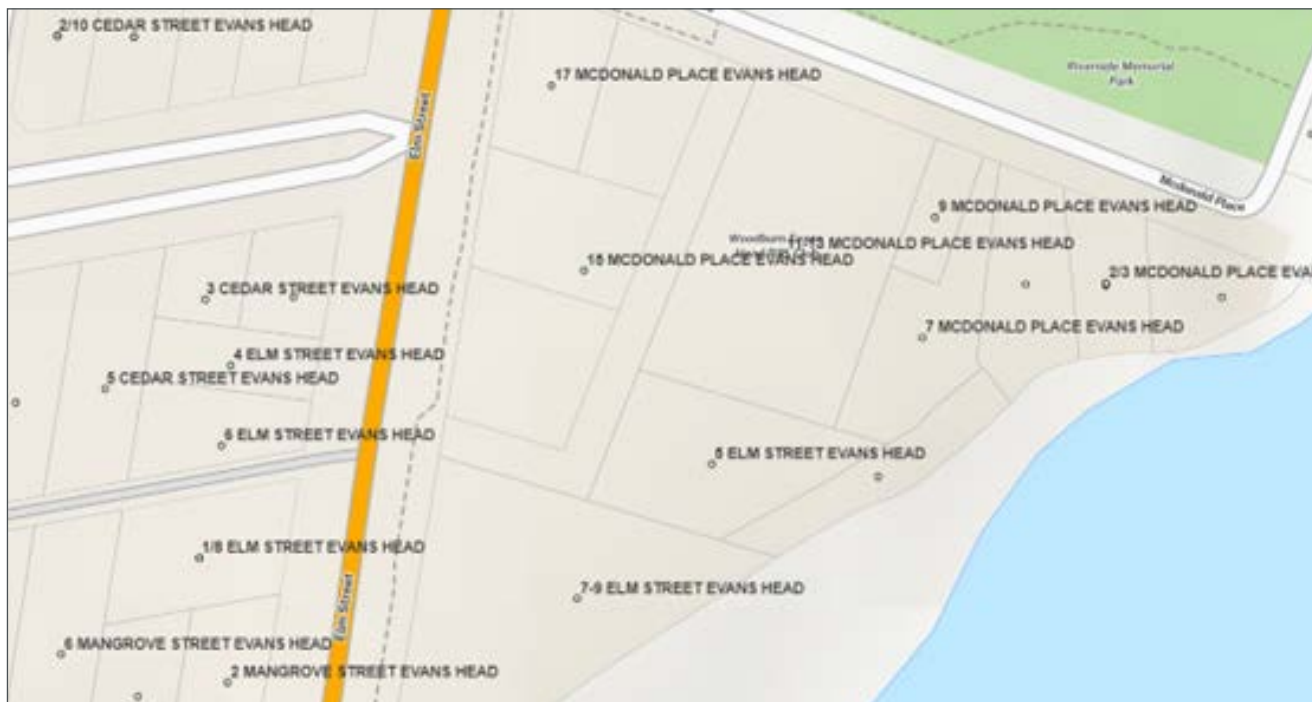 2/10 CEDAR STREET EVANS HEAD
17 MCDONALD PLACE EVANS HEAD
Riverside Memorial
Park
Elm Street
Mcdonald Place
9 MCDONALD PLACE EVANS HEAD
11-13 MCDONALD PLACE EVANS HEAD
Woodburn Evans
15 MCDONALD PLACE EVANS HEAD
2/3 MCDONALD PLACE EVA
3 CEDAR STREET EVANS HEAD
7 MCDONALD PLACE EVANS HEAD
4 ELM STREET EVANS HEAD
5 CEDAR STREET EVANS HEAD
6 ELM STREET EVANS HEAD
5 ELM STREET EVANS HEAD
1/8 ELM STREET EVANS HEAD
7-9 ELM STREET EVANS HEAD
Elm Street
6 MANGROVE STREET EVANS HEAD
2 MANGROVE STREET EVANS HEAD